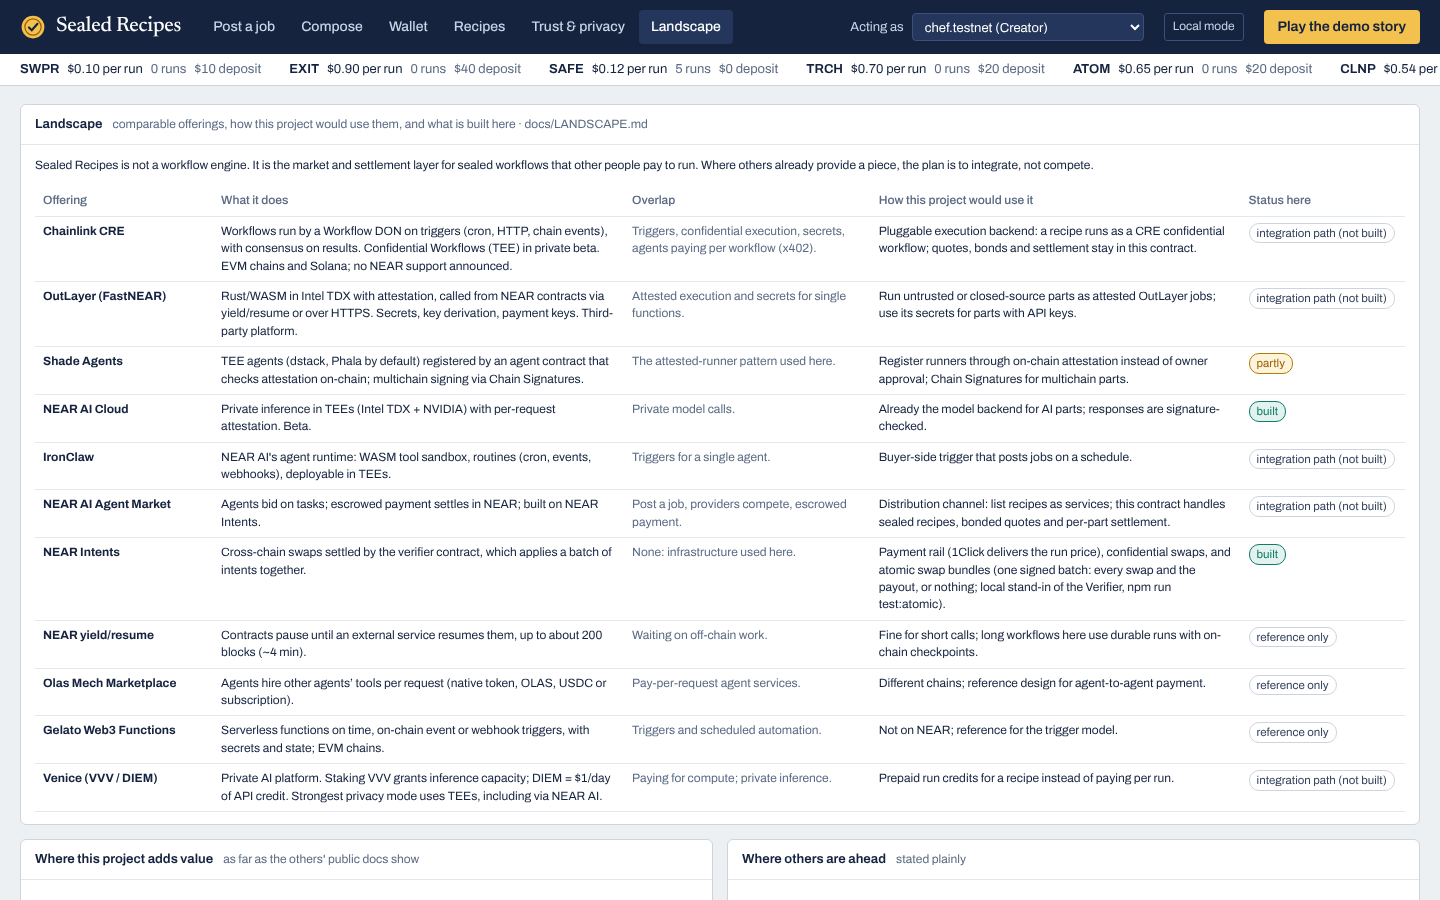 Sealed Recipes Post a job Compose Wallet Recipes Trust & privacy Landscape Acting as chef.testnet (Creator) Local mode Play the demo story
SWPR $0.10 per run 0 runs $10 deposit EXIT $0.90 per run 0 runs $40 deposit SAFE $0.12 per run 5 runs $0 deposit TRCH $0.70 per run 0 runs $20 deposit ATOM $0.65 per run 0 runs $20 deposit CLNP $0.54 per
Landscape comparable offerings, how this project would use them, and what is built here · docs/LANDSCAPE.md
Sealed Recipes is not a workflow engine. It is the market and settlement layer for sealed workflows that other people pay to run. Where others already provide a piece, the plan is to integrate, not compete.
Offering What it does Overlap How this project would use it Status here
Chainlink CRE
Workflows run by a Workflow DON on triggers (cron, HTTP, chain events),
with consensus on results. Confidential Workflows (TEE) in private beta.
EVM chains and Solana; no NEAR support announced.
Triggers, confidential execution, secrets,
agents paying per workflow (x402).
Pluggable execution backend: a recipe runs as a CRE confidential
workflow; quotes, bonds and settlement stay in this contract.
integration path (not built)
OutLayer (FastNEAR)
Rust/WASM in Intel TDX with attestation, called from NEAR contracts via
yield/resume or over HTTPS. Secrets, key derivation, payment keys. Third-
party platform.
Attested execution and secrets for single
functions.
Run untrusted or closed-source parts as attested OutLayer jobs;
use its secrets for parts with API keys.
integration path (not built)
Shade Agents
TEE agents (dstack, Phala by default) registered by an agent contract that
checks attestation on-chain; multichain signing via Chain Signatures.
The attested-runner pattern used here.
Register runners through on-chain attestation instead of owner
approval; Chain Signatures for multichain parts.
partly
NEAR AI Cloud
Private inference in TEEs (Intel TDX + NVIDIA) with per-request
attestation. Beta.
Private model calls.
Already the model backend for AI parts; responses are signature-
checked.
built
IronClaw
NEAR AI's agent runtime: WASM tool sandbox, routines (cron, events,
webhooks), deployable in TEEs.
Triggers for a single agent.
Buyer-side trigger that posts jobs on a schedule.
integration path (not built)
NEAR AI Agent Market
Agents bid on tasks; escrowed payment settles in NEAR; built on NEAR
Intents.
Post a job, providers compete, escrowed
payment.
Distribution channel: list recipes as services; this contract handles
sealed recipes, bonded quotes and per-part settlement.
integration path (not built)
NEAR Intents
Cross-chain swaps settled by the verifier contract, which applies a batch of
intents together.
None: infrastructure used here.
Payment rail (1Click delivers the run price), confidential swaps, and
atomic swap bundles (one signed batch: every swap and the
payout, or nothing; local stand-in of the Verifier, npm run
test:atomic).
built
NEAR yield/resume
Contracts pause until an external service resumes them, up to about 200
blocks (~4 min).
Waiting on off-chain work.
Fine for short calls; long workflows here use durable runs with on-
chain checkpoints.
reference only
Olas Mech Marketplace
Agents hire other agents’ tools per request (native token, OLAS, USDC or
subscription).
Pay-per-request agent services.
Different chains; reference design for agent-to-agent payment.
reference only
Gelato Web3 Functions
Serverless functions on time, on-chain event or webhook triggers, with
secrets and state; EVM chains.
Triggers and scheduled automation.
Not on NEAR; reference for the trigger model.
reference only
Venice (VVV / DIEM)
Private AI platform. Staking VVV grants inference capacity; DIEM = $1/day
of API credit. Strongest privacy mode uses TEEs, including via NEAR AI.
Paying for compute; private inference.
Prepaid run credits for a recipe instead of paying per run.
integration path (not built)
Where this project adds value as far as the others' public docs show
Where others are ahead stated plainly